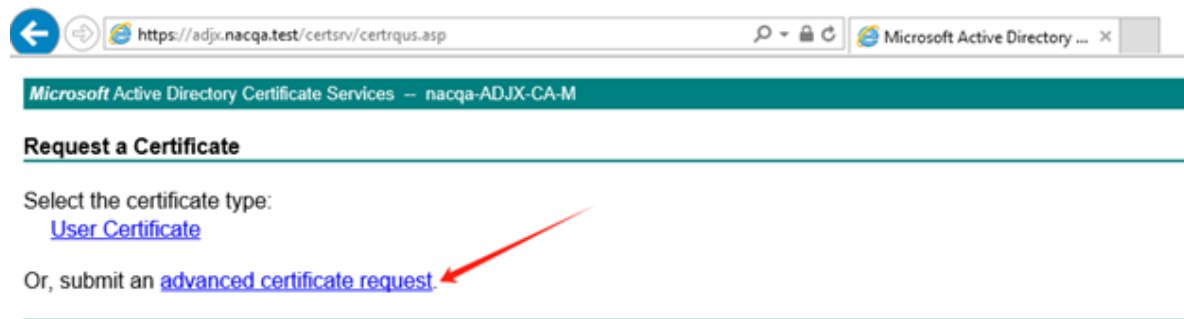 https://adjx.nacqa.test/certsrv/certrqus.asp
Microsoft Active Directory ...
Microsoft Active Directory Certificate Services -- nacqa-ADJX-CA-M
Request a Certificate
Select the certificate type:
User Certificate
Or, submit an advanced certificate request.